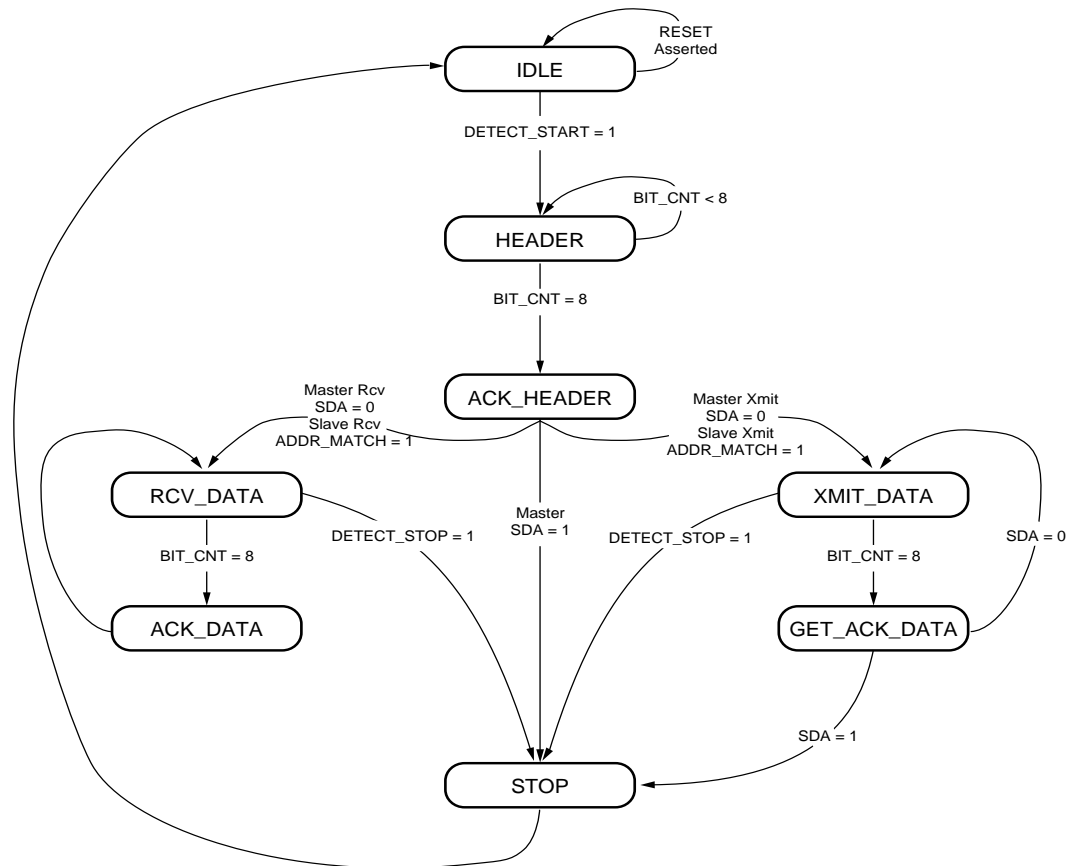 RESET
Asserted
IDLE
DETECT_START = 1
BIT_CNT < 8
HEADER
BIT_CNT = 8
ACK_HEADER
Master Rcv
SDA = 0
Slave Rcv
ADDR_MATCH = 1
Master Xmit
SDA = 0
Slave Xmit
ADDR_MATCH = 1
RCV_DATA
XMIT_DATA
Master
SDA = 1
DETECT_STOP = 1
DETECT_STOP = 1
SDA = 0
BIT_CNT = 8
BIT_CNT = 8
ACK_DATA
GET_ACK_DATA
SDA = 1
STOP